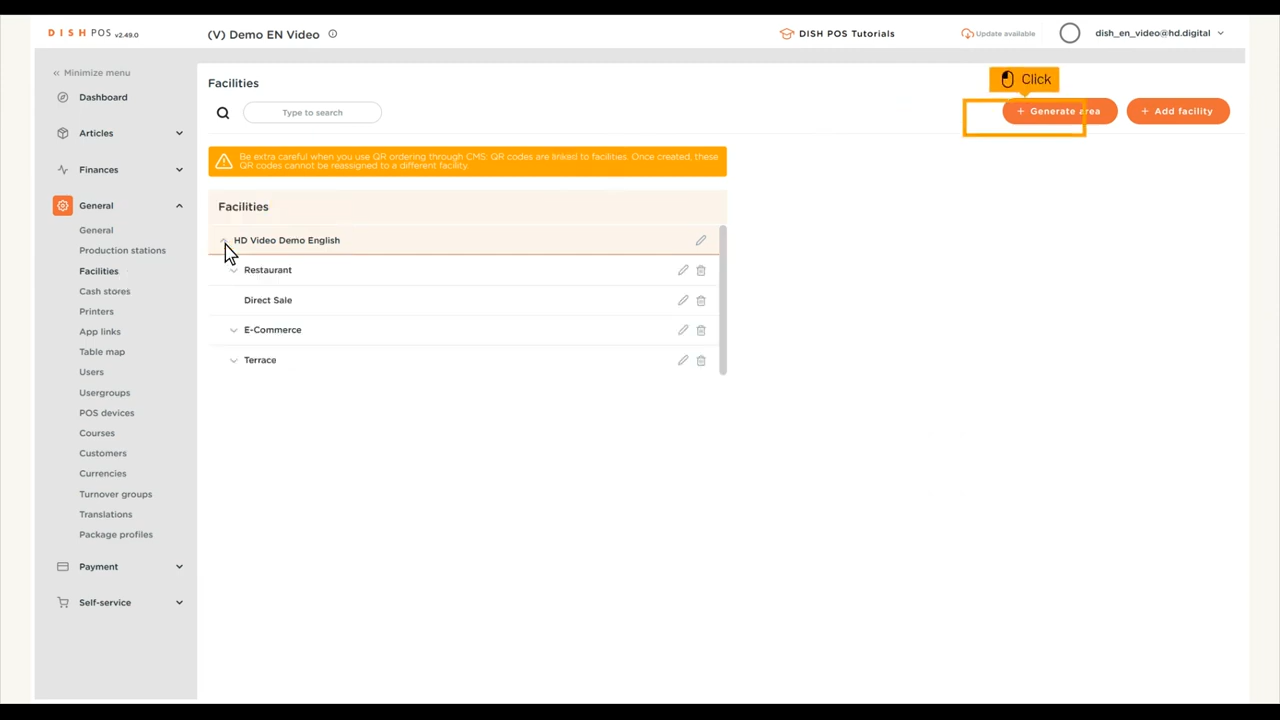 DISH POS v2.49.0
(V) Demo EN Video
DISH POS Tutorials
Update available
dish_en_video@hd.digital
Minimize menu
Dashboard
Articles
Finances
General
General
Production stations
Facilities
Cash stores
Printers
App links
Table map
Users
Usergroups
POS devices
Courses
Customers
Currencies
Turnover groups
Translations
Package profiles
Payment
Self-service
Facilities
Type to search
Click
+ Generate area
+ Add facility
Be extra careful when you use QR ordering through CMS: QR codes are linked to facilities. Once created, these
QR codes cannot be reassigned to a different facility.
Facilities
HD Video Demo English
Restaurant
Direct Sale
E-Commerce
Terrace